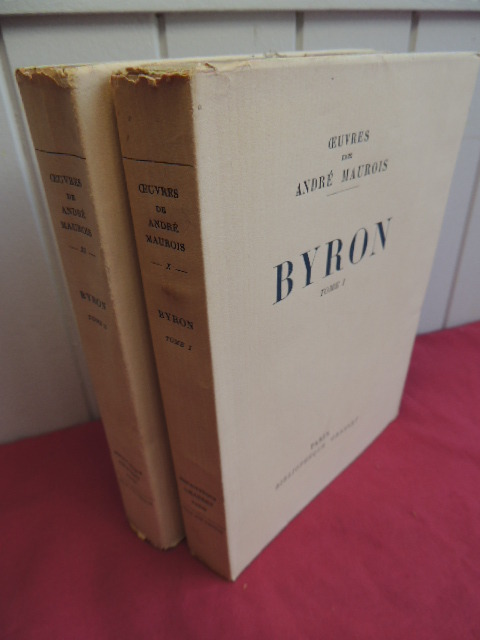 ŒUVRES
DE
ANDRÉ
MAUROIS
BYRON
ŒUVRES
DE
ANDRÉ
MAUROIS
— X —
BYRON
TOME I
ŒUVRES
DE
ANDRÉ MAUROIS
BYRON
TOME I
PARIS
BIBLIOTHÈQUE GRASSET